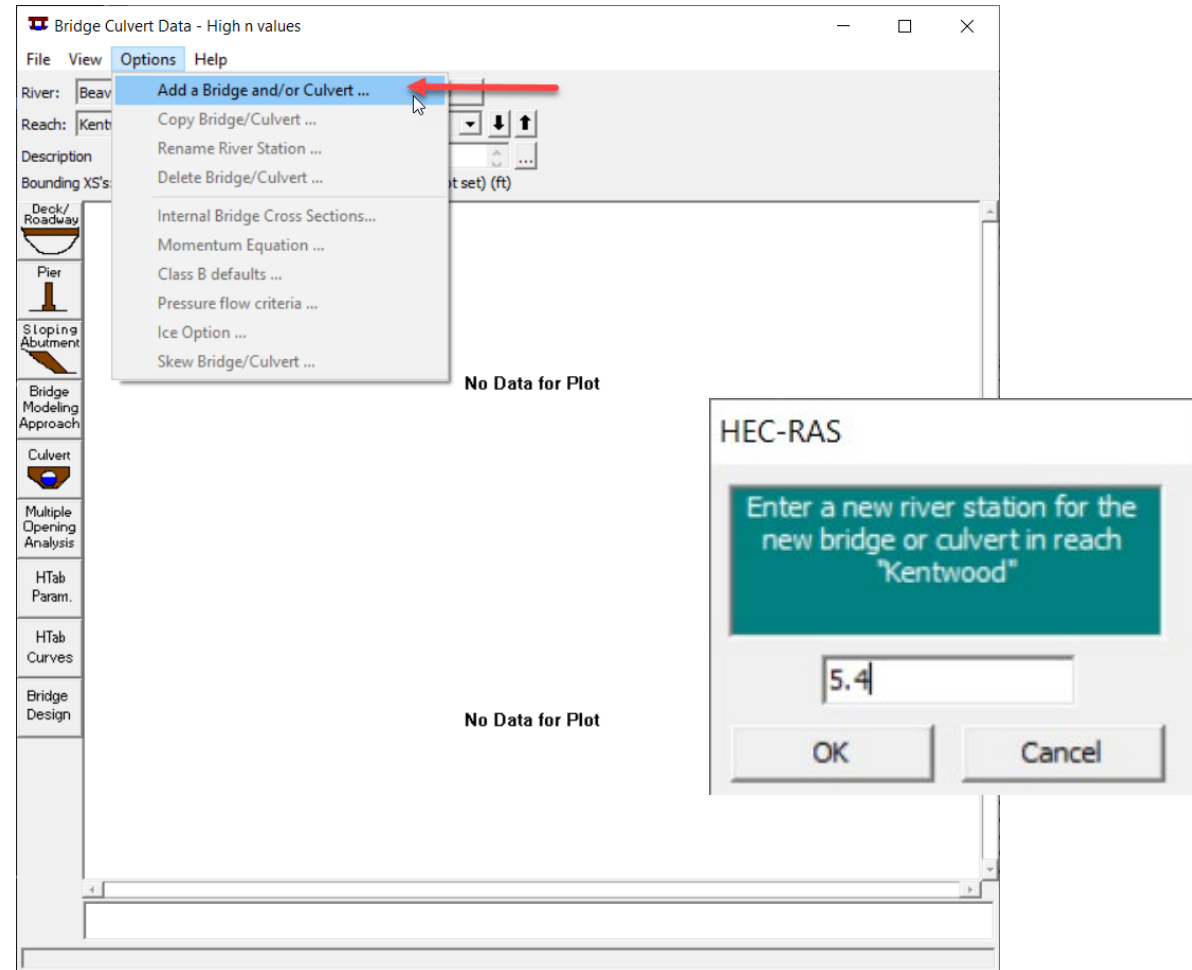 Bridge Culvert Data - High n values
File View Options Help
River: Beav
Reach: Kent
Description
Bounding XS's: t set) (ft)
...
Add a Bridge and/or Culvert ...
Copy Bridge/Culvert ...
Rename River Station ...
Delete Bridge/Culvert ...
Internal Bridge Cross Sections...
Momentum Equation ...
Class B defaults ...
Pressure flow criteria ...
Ice Option ...
Skew Bridge/Culvert ...
Deck/
Roadway
Pier
Sloping
Abutment
Bridge
Modeling
Approach
Culvert
Multiple
Opening
Analysis
HTab
Param.
HTab
Curves
Bridge
Design
No Data for Plot
No Data for Plot
HEC-RAS
Enter a new river station for the
new bridge or culvert in reach
"Kentwood"
5.4
OK Cancel